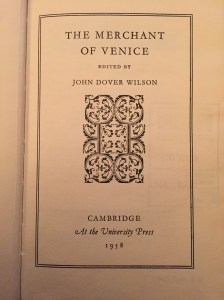 THE MERCHANT
OF VENICE
EDITED BY
JOHN DOVER WILSON
CAMBRIDGE
At the University Press
1958